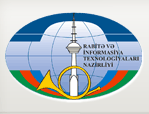 RABİTƏ VƏ
İNFORMASİYA
TEXNOLOGİYALARI
NAZİRLİYİ